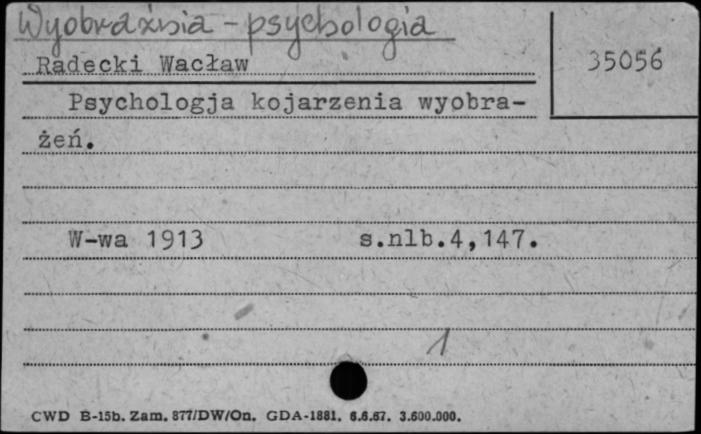 Wyobraźnia - psychologia
Radecki Wacław
35056
Psychologja kojarzenia wyobra-
żeń.
W-wa 1913 s.nlb.4,147.
1
CWD B-15b. Zam. 877/DW/On. GDA-1881. 6.6.67. 3.600.000.